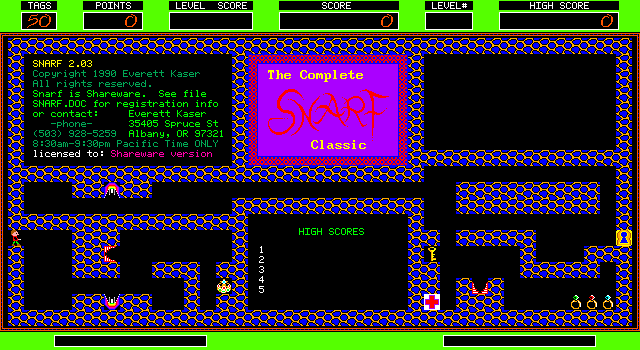 TAGS POINTS LEVEL SCORE SCORE LEVEL# HIGH SCORE
50 0 0 0
SNARF 2.03
Copyright 1990 Everett Kaser
All rights reserved.
Snarf is Shareware. See file
SNARF.DOC for registration info
or contact: Everett Kaser
-phone- 35405 Spruce St
(503) 928-5259 Albany, OR 97321
8:30am-9:30pm Pacific Time ONLY
licensed to: Shareware version
The Complete
SNARF
Classic
HIGH SCORES
1
2
3
4
5